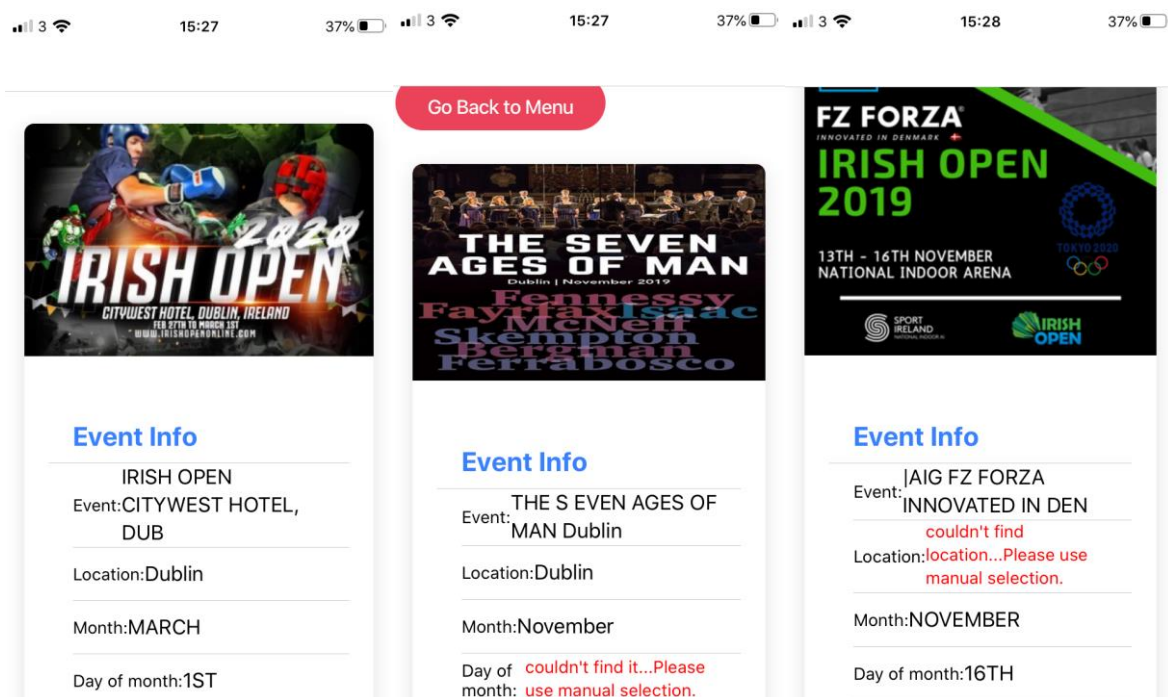 3 15:27 37%
2020
IRISH OPEN
CITYWEST HOTEL, DUBLIN, IRELAND
FEB 27TH TO MARCH 1ST
WWW.IRISHOPENONLINE.COM
Event Info
Event:
IRISH OPEN
CITYWEST HOTEL,
DUB
Location:Dublin
Month:MARCH
Day of month:1ST
3 15:27 37%
Go Back to Menu
THE SEVEN
AGES OF MAN
Dublin | November 2019
Fennessy
Fayrfax Isaac
McNeff
Skempton
Bergman
Ferrabosco
Event Info
Event:
THE S EVEN AGES OF
MAN Dublin
Location:Dublin
Month:November
Day of
month:
couldn't find it...Please
use manual selection.
3 15:28 37%
FZ FORZA
INNOVATED IN DENMARK
IRISH OPEN
2019
TOKYO 2020
13TH - 16TH NOVEMBER
NATIONAL INDOOR ARENA
SPORT
IRELAND
IRISH
OPEN
Event Info
Event:
|AIG FZ FORZA
INNOVATED IN DEN
Location:
couldn't find
location...Please use
manual selection.
Month:NOVEMBER
Day of month:16TH